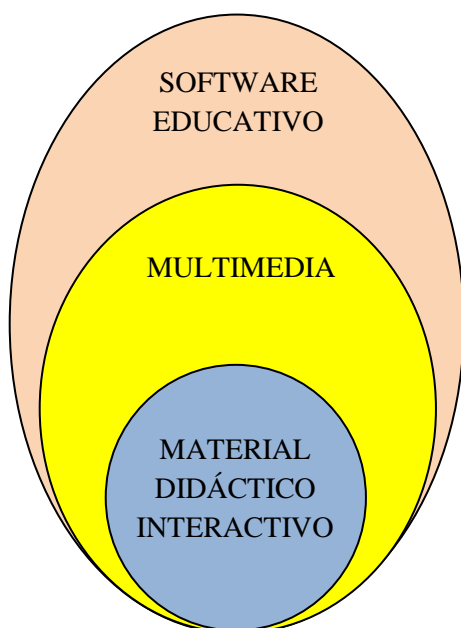 SOFTWARE
EDUCATIVO
MULTIMEDIA
MATERIAL
DIDÁCTICO
INTERACTIVO